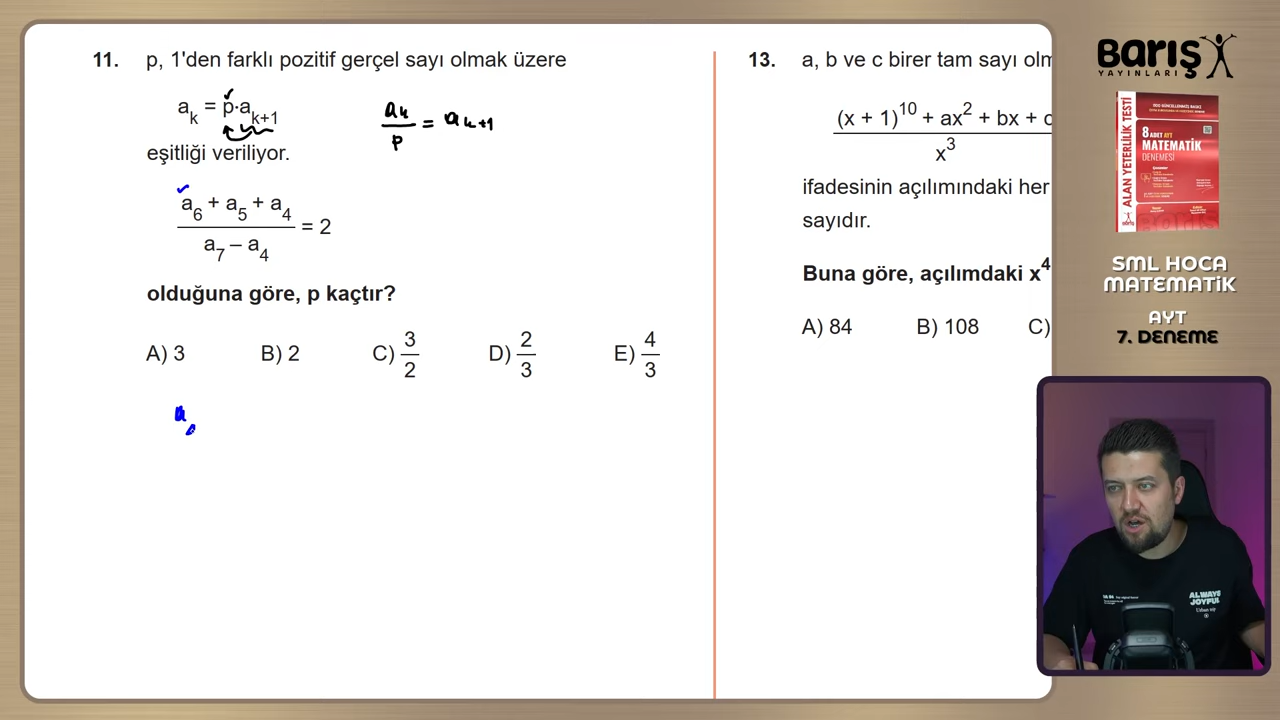 11. p, 1'den farklı pozitif gerçel sayı olmak üzere
a_k = p·a_{k+1}
a_k/p = a_{k+1}
eşitliği veriliyor.
(a_6 + a_5 + a_4)/(a_7 – a_4) = 2
olduğuna göre, p kaçtır?
A) 3 B) 2 C) 3/2 D) 2/3 E) 4/3
a
13. a, b ve c birer tam sayı olm
((x + 1)^10 + ax^2 + bx + c)/x^3
ifadesinin açılımındaki her
sayıdır.
Buna göre, açılımdaki x^4
A) 84 B) 108 C)
BARIŞ
YAYINLARI
ALAN YETERLİLİK TESTİ
8 ADET AYT
MATEMATİK
DENEMESİ
SML HOCA
MATEMATİK
AYT
7. DENEME
ALWAYS
JOYFUL